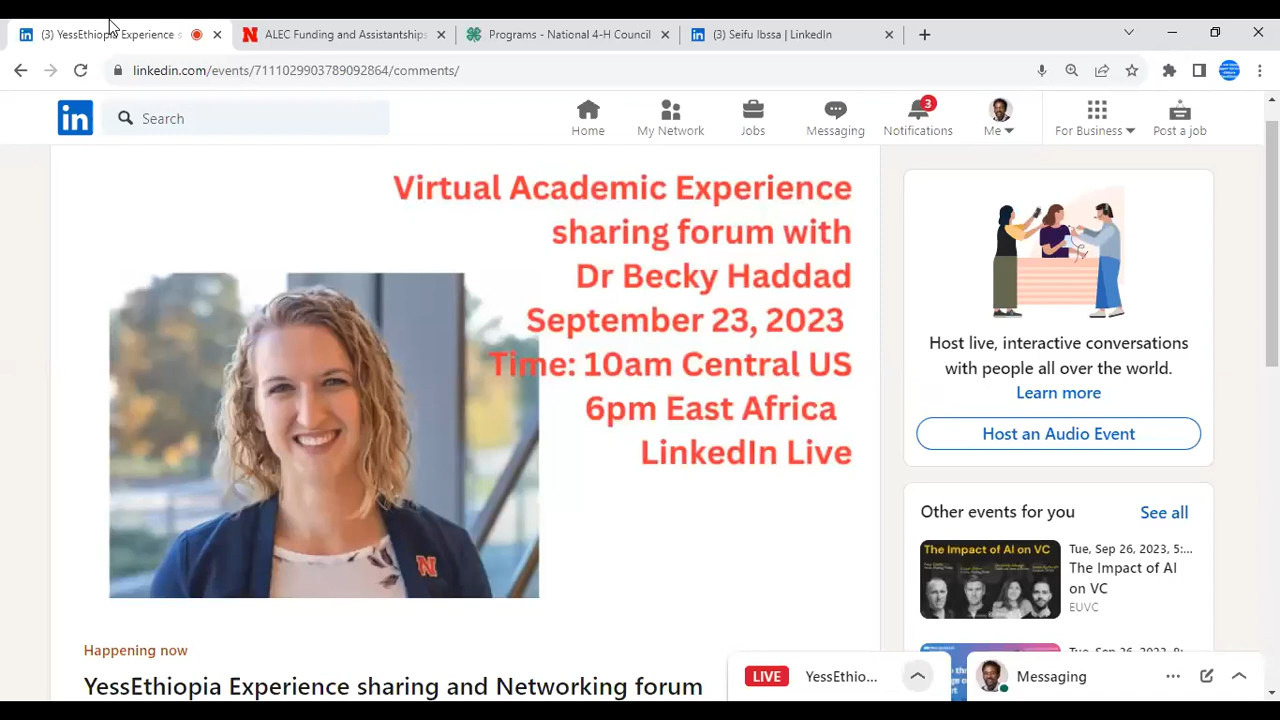 (3) YessEthiopia Experience s
ALEC Funding and Assistantships
Programs - National 4-H Council
(3) Seifu Ibssa | LinkedIn
linkedin.com/events/7111029903789092864/comments/
in
Search
Home
My Network
Jobs
Messaging
3
Notifications
Me
For Business
Post a job
Virtual Academic Experience
sharing forum with
Dr Becky Haddad
September 23, 2023
Time: 10am Central US
6pm East Africa
LinkedIn Live
N
Happening now
YessEthiopia Experience sharing and Networking forum
Host live, interactive conversations
with people all over the world.
Learn more
Host an Audio Event
Other events for you
See all
The Impact of AI on VC
Tue, Sep 26, 2023, 5:...
The Impact of AI
on VC
EUVC
LIVE
YessEthio...
Messaging